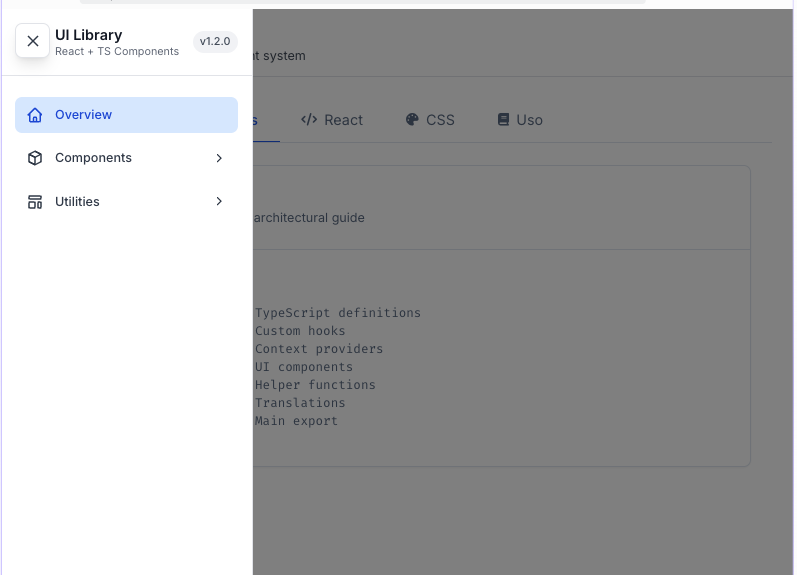 UI Library
React + TS Components
v1.2.0
Overview
Components
Utilities
system
React
CSS
Uso
architectural guide
TypeScript definitions
Custom hooks
Context providers
UI components
Helper functions
Translations
Main export